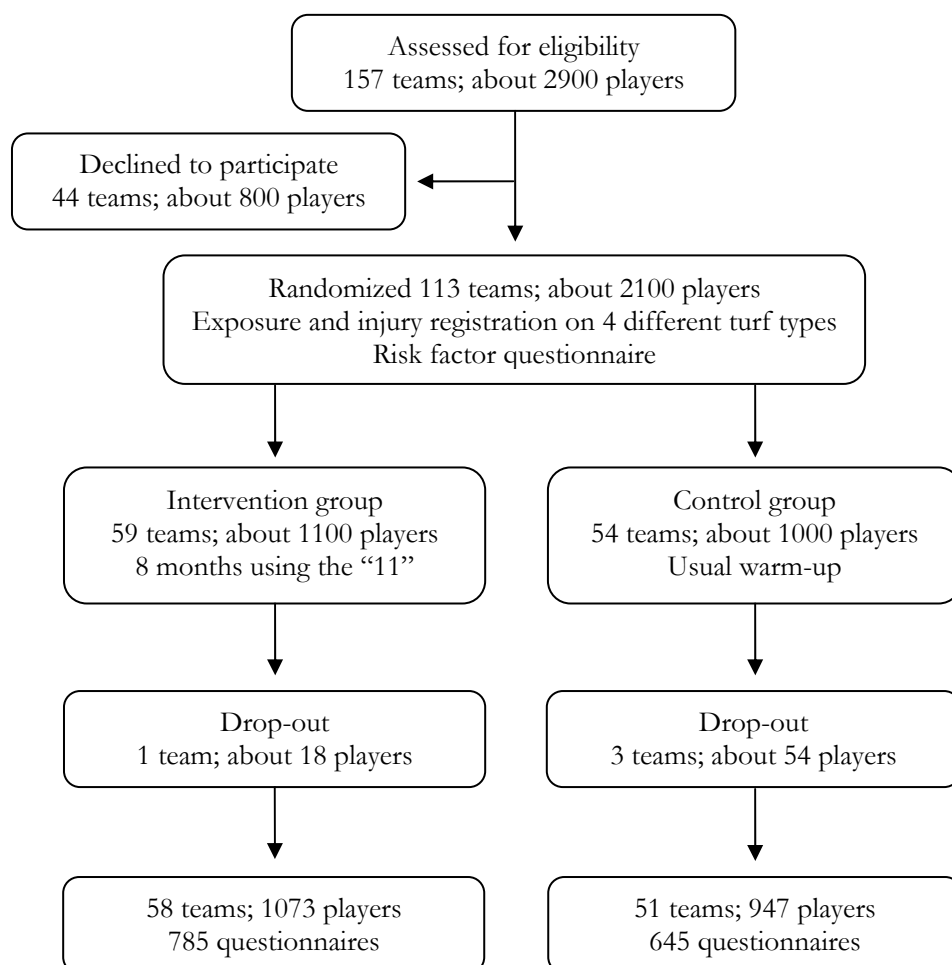 Assessed for eligibility
157 teams; about 2900 players
Declined to participate
44 teams; about 800 players
Randomized 113 teams; about 2100 players
Exposure and injury registration on 4 different turf types
Risk factor questionnaire
Intervention group
59 teams; about 1100 players
8 months using the “11”
Control group
54 teams; about 1000 players
Usual warm-up
Drop-out
1 team; about 18 players
Drop-out
3 teams; about 54 players
58 teams; 1073 players
785 questionnaires
51 teams; 947 players
645 questionnaires